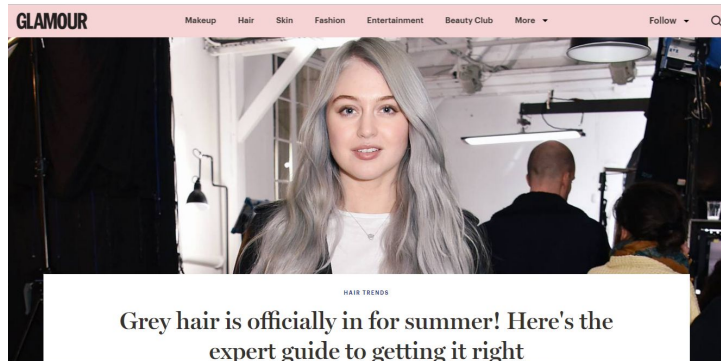 GLAMOUR Makeup Hair Skin Fashion Entertainment Beauty Club More Follow
HAIR TRENDS
Grey hair is officially in for summer! Here's the
expert guide to getting it right